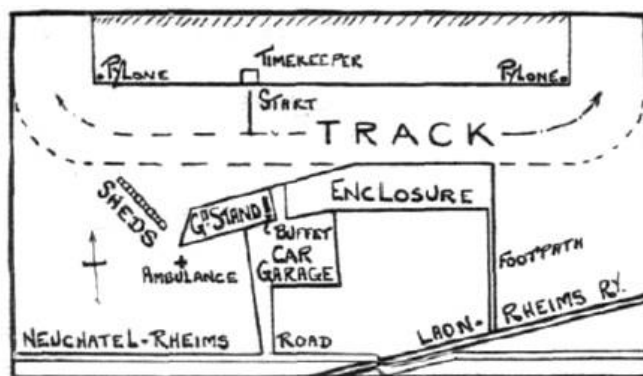 PYLONE
TIMEKEEPER
PYLONE
START
TRACK
SHEDS
GD STAND
ENCLOSURE
BUFFET
CAR
GARAGE
FOOTPATH
AMBULANCE
NEUCHATEL-RHEIMS ROAD
LAON-RHEIMS RY.